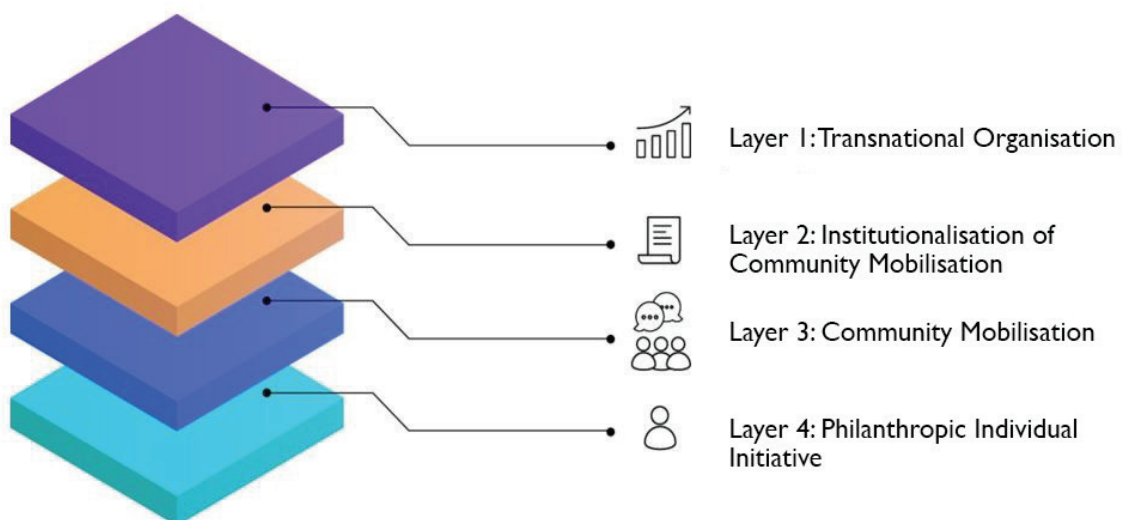 Layer 1: Transnational Organisation
Layer 2: Institutionalisation of
Community Mobilisation
Layer 3: Community Mobilisation
Layer 4: Philanthropic Individual
Initiative